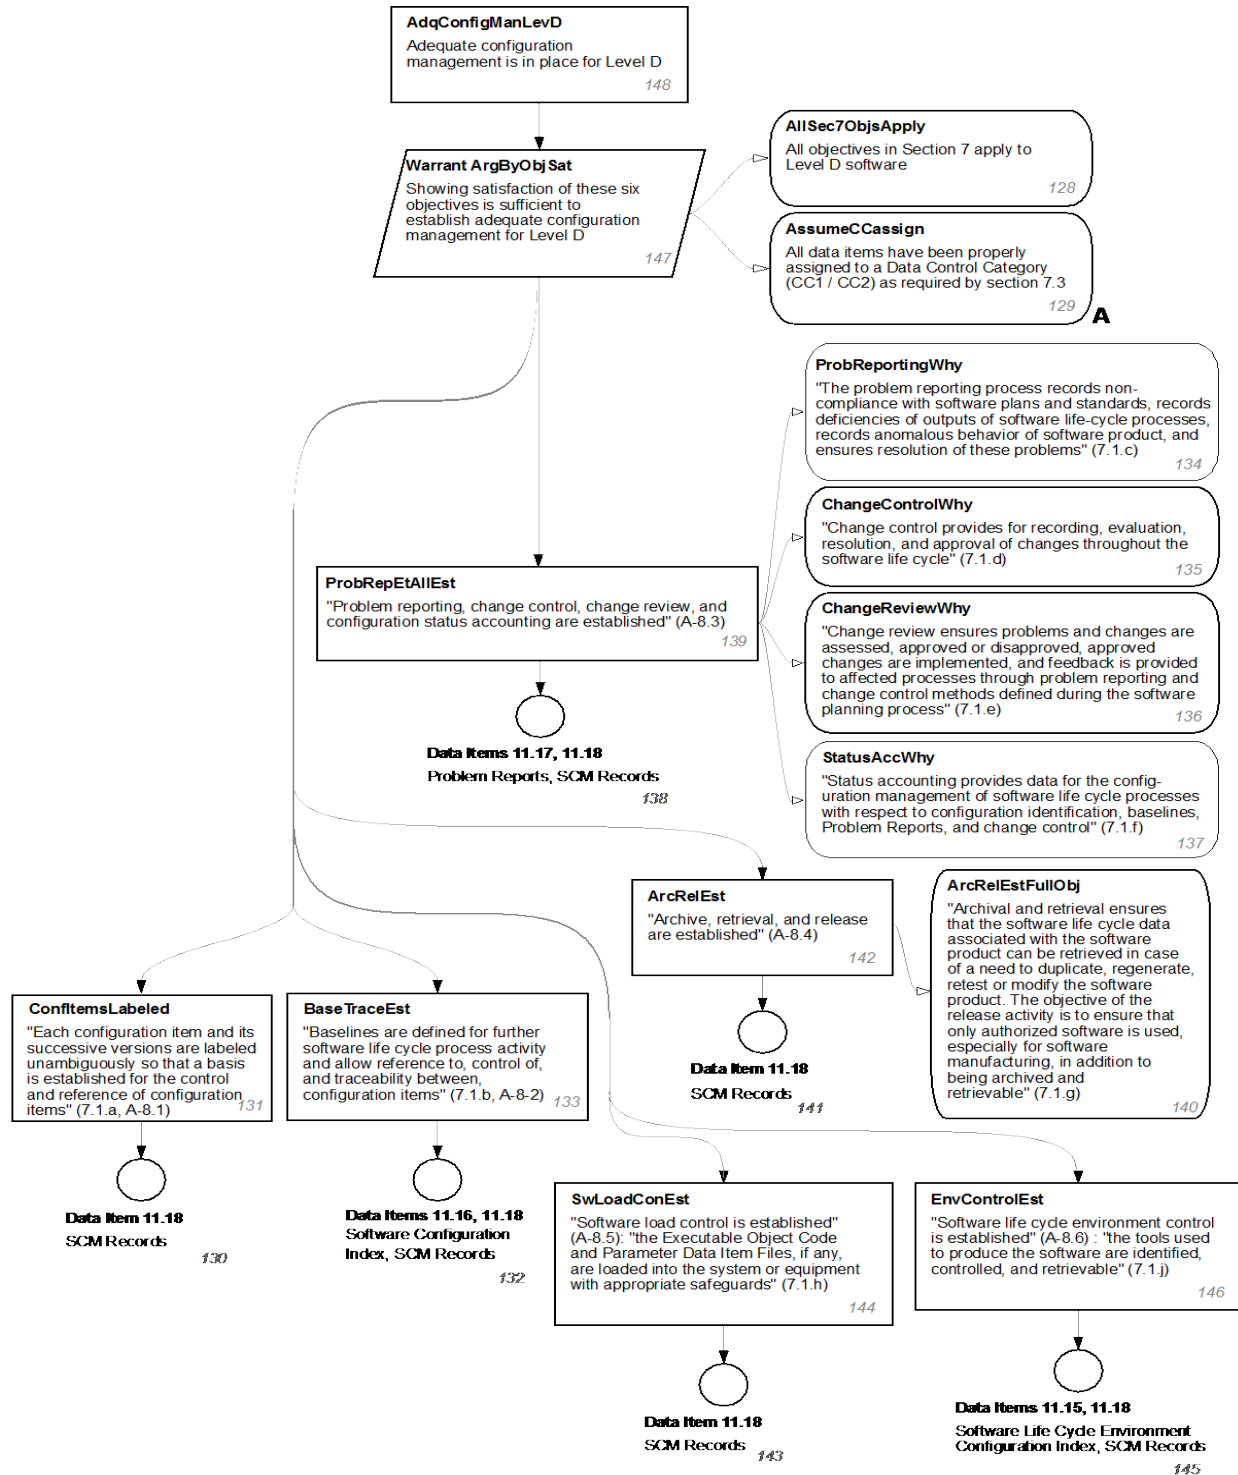 AdqConfigManLevD
Adequate configuration
management is in place for Level D
148
Warrant ArgByObjSat
Showing satisfaction of these six
objectives is sufficient to
establish adequate configuration
management for Level D
147
AllSec7ObjsApply
All objectives in Section 7 apply to
Level D software
128
AssumeCCassign
All data items have been properly
assigned to a Data Control Category
(CC1 / CC2) as required by section 7.3
129
A
ProbReportingWhy
"The problem reporting process records non-
compliance with software plans and standards, records
deficiencies of outputs of software life-cycle processes,
records anomalous behavior of software product, and
ensures resolution of these problems" (7.1.c)
134
ChangeControlWhy
"Change control provides for recording, evaluation,
resolution, and approval of changes throughout the
software life cycle" (7.1.d)
135
ProbRepEtAllEst
"Problem reporting, change control, change review, and
configuration status accounting are established" (A-8.3)
139
ChangeReviewWhy
"Change review ensures problems and changes are
assessed, approved or disapproved, approved
changes are implemented, and feedback is provided
to affected processes through problem reporting and
change control methods defined during the software
planning process" (7.1.e)
136
Data Items 11.17, 11.18
Problem Reports, SCM Records
138
StatusAccWhy
"Status accounting provides data for the config-
uration management of software life cycle processes
with respect to configuration identification, baselines,
Problem Reports, and change control" (7.1.f)
137
ArcRelEst
"Archive, retrieval, and release
are established" (A-8.4)
142
ArcRelEstFullObj
"Archival and retrieval ensures
that the software life cycle data
associated with the software
product can be retrieved in case
of a need to duplicate, regenerate,
retest or modify the software
product. The objective of the
release activity is to ensure that
only authorized software is used,
especially for software
manufacturing, in addition to
being archived and
retrievable" (7.1.g)
140
Data Item 11.18
SCM Records
141
ConfItemsLabeled
"Each configuration item and its
successive versions are labeled
unambiguously so that a basis
is established for the control
and reference of configuration
items" (7.1.a, A-8.1)
131
BaseTraceEst
"Baselines are defined for further
software life cycle process activity
and allow reference to, control of,
and traceability between,
configuration items" (7.1.b, A-8-2)
133
Data Item 11.18
SCM Records
130
Data Items 11.16, 11.18
Software Configuration
Index, SCM Records
132
SwLoadConEst
"Software load control is established"
(A-8.5): "the Executable Object Code
and Parameter Data Item Files, if any,
are loaded into the system or equipment
with appropriate safeguards" (7.1.h)
144
EnvControlEst
"Software life cycle environment control
is established" (A-8.6) : "the tools used
to produce the software are identified,
controlled, and retrievable" (7.1.j)
146
Data Item 11.18
SCM Records
143
Data Items 11.15, 11.18
Software Life Cycle Environment
Configuration Index, SCM Records
145